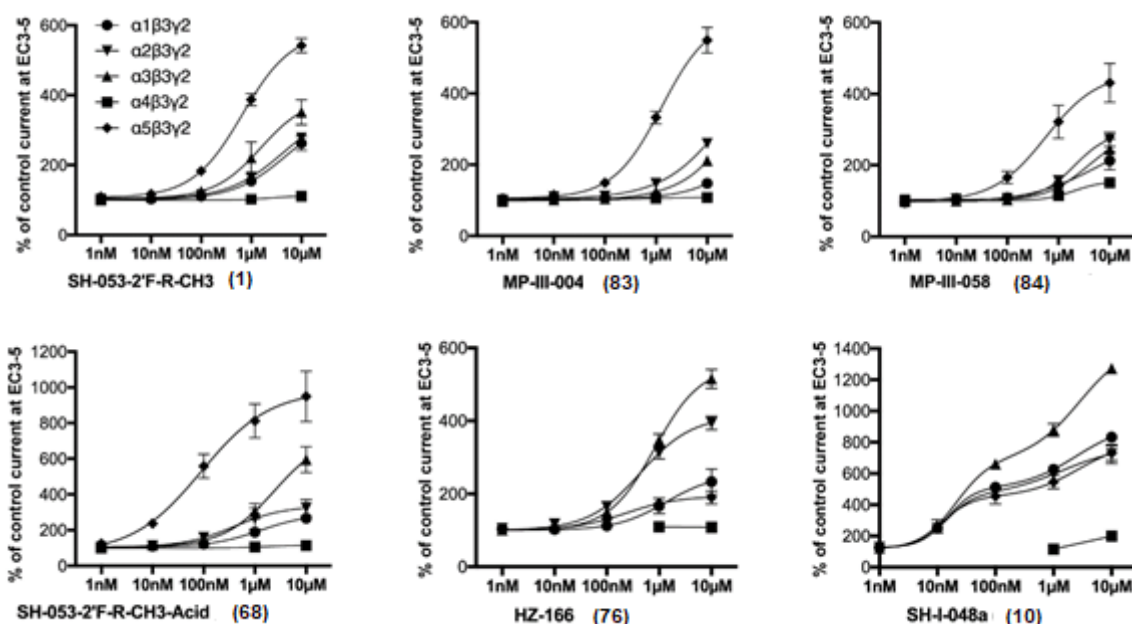 % of control current at EC3-5
600
400
200
0
α1β3γ2
α2β3γ2
α3β3γ2
α4β3γ2
α5β3γ2
1nM 10nM 100nM 1μM 10μM
SH-053-2'F-R-CH3 (1)
% of control current at EC3-5
600
400
200
0
1nM 10nM 100nM 1μM 10μM
MP-III-004 (83)
% of control current at EC3-5
600
400
200
0
1nM 10nM 100nM 1μM 10μM
MP-III-058 (84)
% of control current at EC3-5
1200
1000
800
600
400
200
0
1nM 10nM 100nM 1μM 10μM
SH-053-2'F-R-CH3-Acid (68)
% of control current at EC3-5
600
400
200
0
1nM 10nM 100nM 1μM 10μM
HZ-166 (76)
% of control current at EC3-5
1400
1200
1000
800
600
400
200
0
1nM 10nM 100nM 1μM 10μM
SH-I-048a (10)